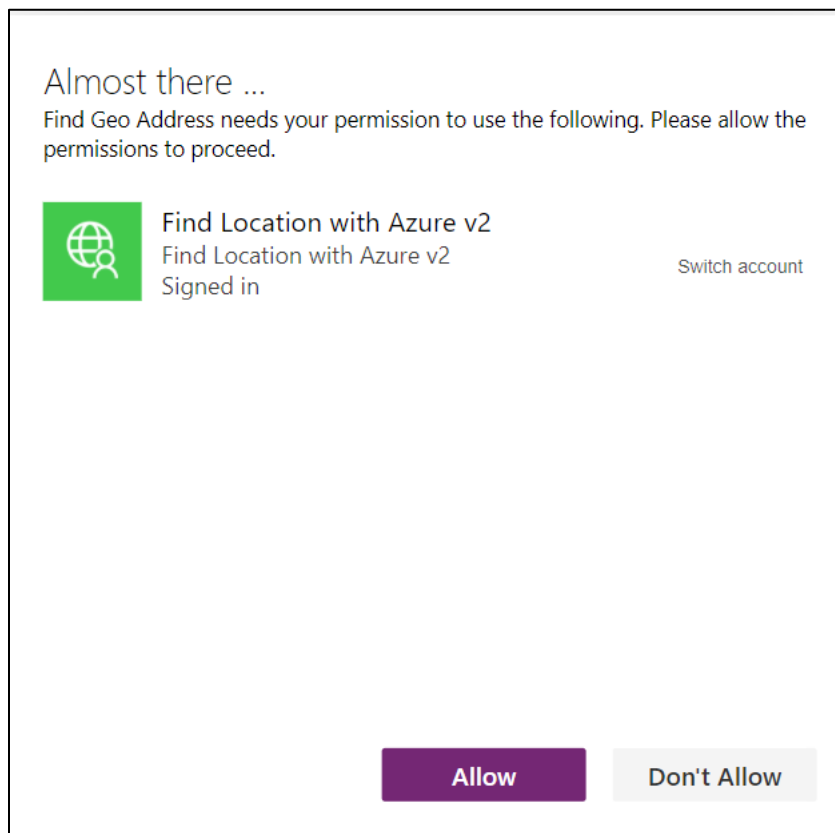 Almost there ...
Find Geo Address needs your permission to use the following. Please allow the
permissions to proceed.
Find Location with Azure v2
Find Location with Azure v2
Signed in
Switch account
Allow
Don't Allow